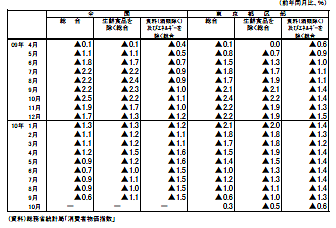 (前年同月比、%)
全 国 東 京 都 区 部
総 合 生鮮食品を除く総合 食料(酒類除く)及びエネルギーを除く総合 総合 生鮮食品を除く総合 食料(酒類除く)及びエネルギーを除く総合
09年 4月 ▲0.1 ▲0.1 ▲0.4 ▲0.1 0.0 ▲0.6
5月 ▲1.1 ▲1.1 ▲0.5 ▲0.8 ▲0.7 ▲0.9
6月 ▲1.8 ▲1.7 ▲0.7 ▲1.5 ▲1.3 ▲1.0
7月 ▲2.2 ▲2.2 ▲0.9 ▲1.8 ▲1.7 ▲1.1
8月 ▲2.2 ▲2.4 ▲0.9 ▲1.8 ▲1.9 ▲1.2
9月 ▲2.2 ▲2.3 ▲1.0 ▲2.1 ▲2.1 ▲1.4
10月 ▲2.5 ▲2.2 ▲1.1 ▲2.4 ▲2.2 ▲1.4
11月 ▲1.9 ▲1.7 ▲1.0 ▲2.2 ▲1.9 ▲1.3
12月 ▲1.7 ▲1.3 ▲1.2 ▲2.2 ▲1.9 ▲1.5
10年 1月 ▲1.3 ▲1.3 ▲1.2 ▲2.1 ▲2.0 ▲1.4
2月 ▲1.1 ▲1.2 ▲1.1 ▲1.8 ▲1.8 ▲1.3
3月 ▲1.1 ▲1.2 ▲1.1 ▲1.7 ▲1.8 ▲1.2
4月 ▲1.2 ▲1.5 ▲1.6 ▲1.5 ▲1.9 ▲1.5
5月 ▲0.9 ▲1.2 ▲1.6 ▲1.4 ▲1.5 ▲1.4
6月 ▲0.7 ▲1.0 ▲1.5 ▲1.0 ▲1.3 ▲1.3
7月 ▲0.9 ▲1.1 ▲1.5 ▲1.2 ▲1.3 ▲1.4
8月 ▲0.9 ▲1.0 ▲1.5 ▲1.0 ▲1.1 ▲1.4
9月 ▲0.6 ▲1.1 ▲1.5 ▲0.6 ▲1.0 ▲1.3
10月 ― ― ― 0.3 ▲0.5 ▲0.6
(資料)総務省統計局「消費者物価指数」